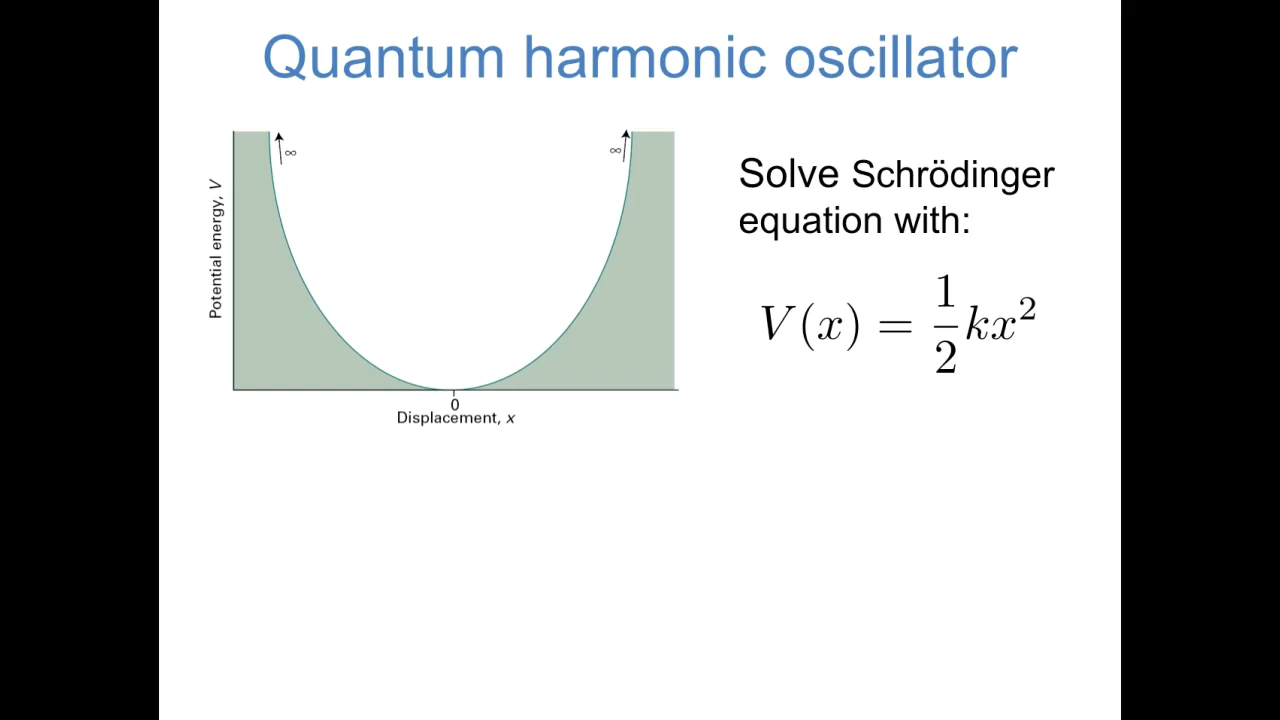 Quantum harmonic oscillator
∞
∞
Potential energy, V
0
Displacement, x
Solve Schrödinger
equation with:
V(x) = 1/2 kx²